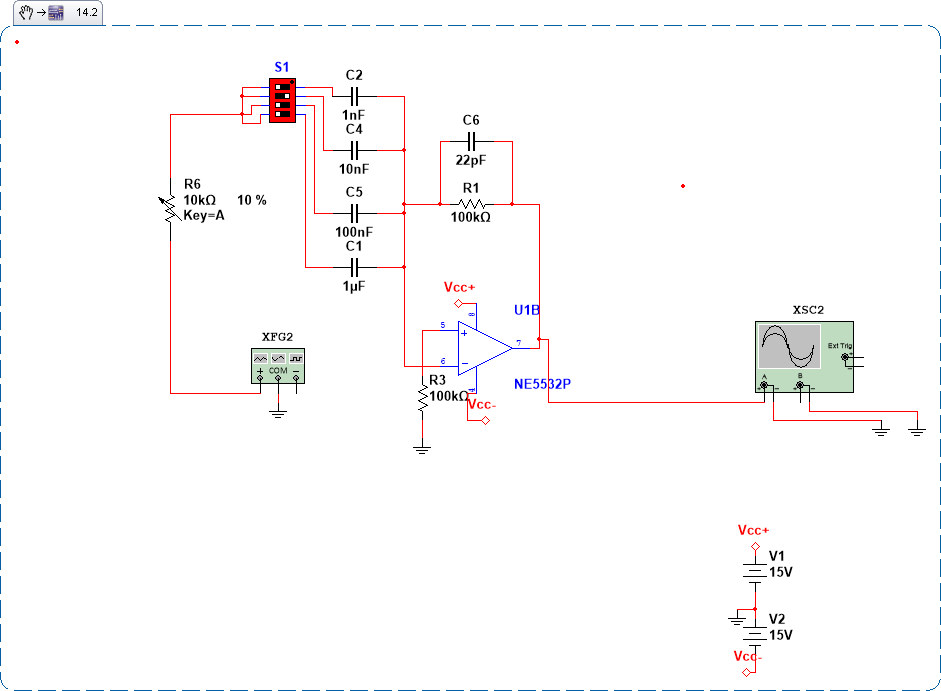 14.2
S1
C2
1nF
C4
10nF
C6
22pF
R6
10kΩ
Key=A
10 %
C5
100nF
R1
100kΩ
C1
1µF
Vcc+
U1B
XSC2
5
8
7
6
4
+
−
NE5532P
Ext Trig
+
−
A
B
+
−
+
−
XFG2
+
COM
−
R3
100kΩ
Vcc-
Vcc+
V1
15V
V2
15V
Vcc-